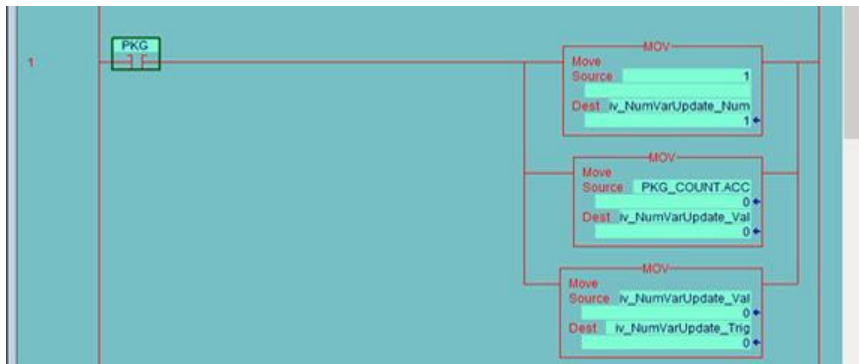 PKG
1
MOV
Move
Source 1
Dest iv_NumVarUpdate_Num
1
MOV
Move
Source PKG_COUNT.ACC
0
Dest iv_NumVarUpdate_Val
0
MOV
Move
Source iv_NumVarUpdate_Val
0
Dest iv_NumVarUpdate_Trig
0